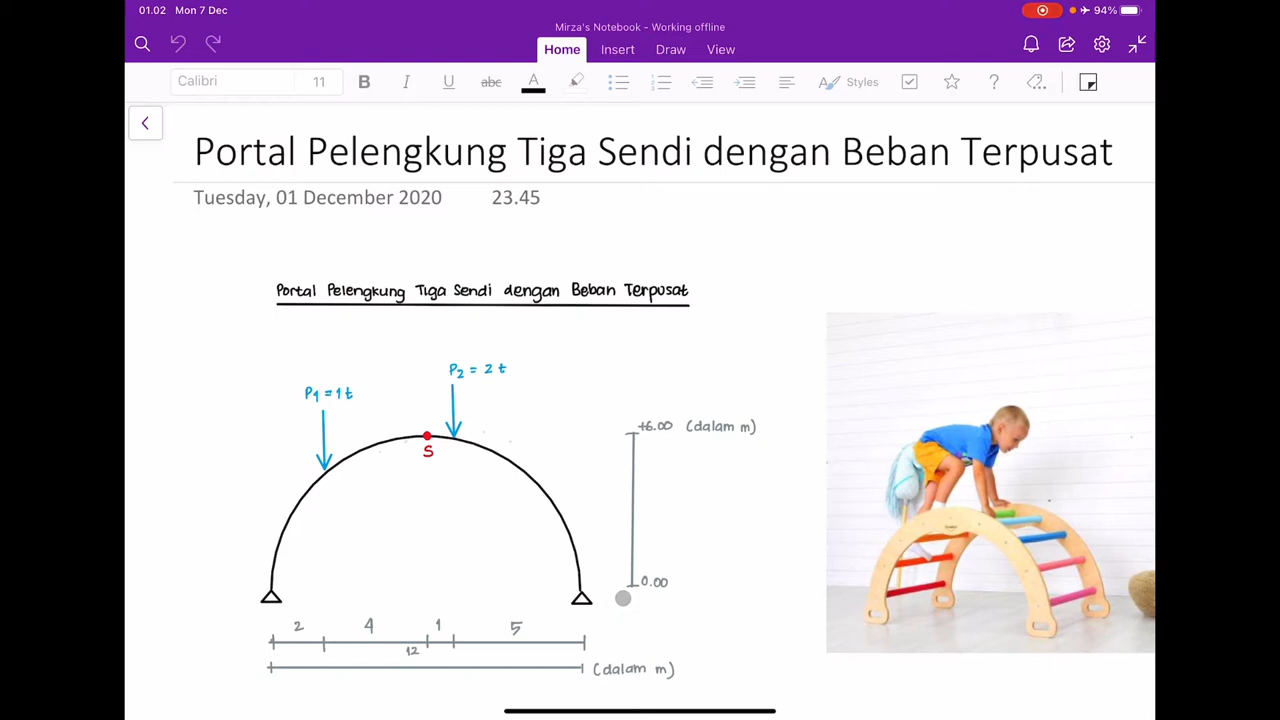 01.02 Mon 7 Dec
94%
Mirza's Notebook - Working offline
Home Insert Draw View
Calibri 11 B I U abc A Styles ?
Portal Pelengkung Tiga Sendi dengan Beban Terpusat
Tuesday, 01 December 2020 23.45
Portal Pelengkung Tiga Sendi dengan Beban Terpusat
P2 = 2 t
P1 = 1 t
+6.00 (dalam m)
S
0.00
2 4 1 5
12
(dalam m)